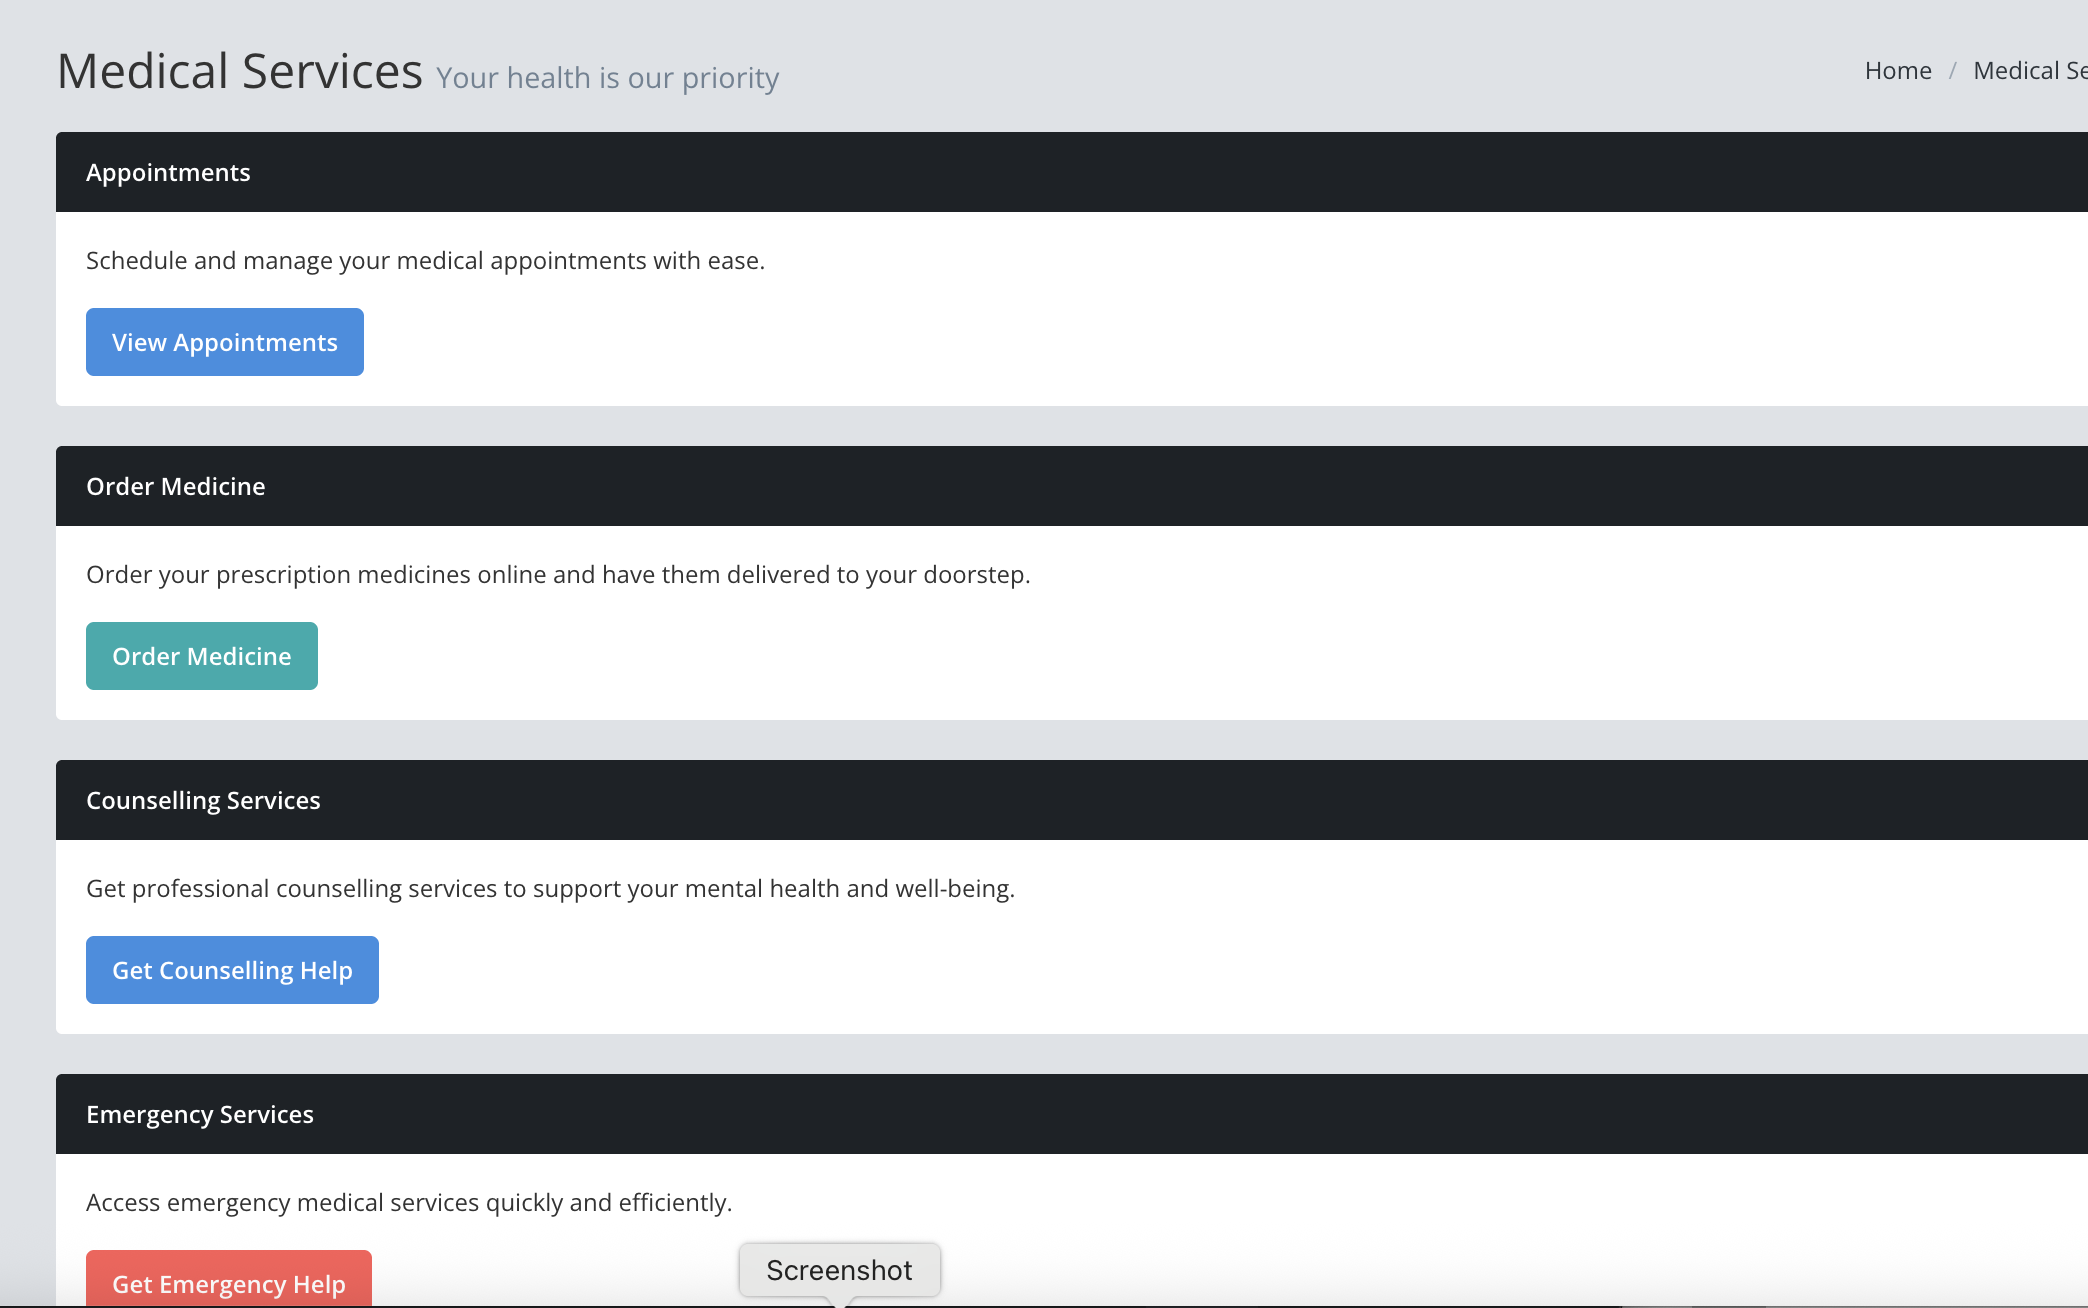 Medical Services Your health is our priority
Home / Medical Se
Appointments
Schedule and manage your medical appointments with ease.
View Appointments
Order Medicine
Order your prescription medicines online and have them delivered to your doorstep.
Order Medicine
Counselling Services
Get professional counselling services to support your mental health and well-being.
Get Counselling Help
Emergency Services
Access emergency medical services quickly and efficiently.
Get Emergency Help
Screenshot